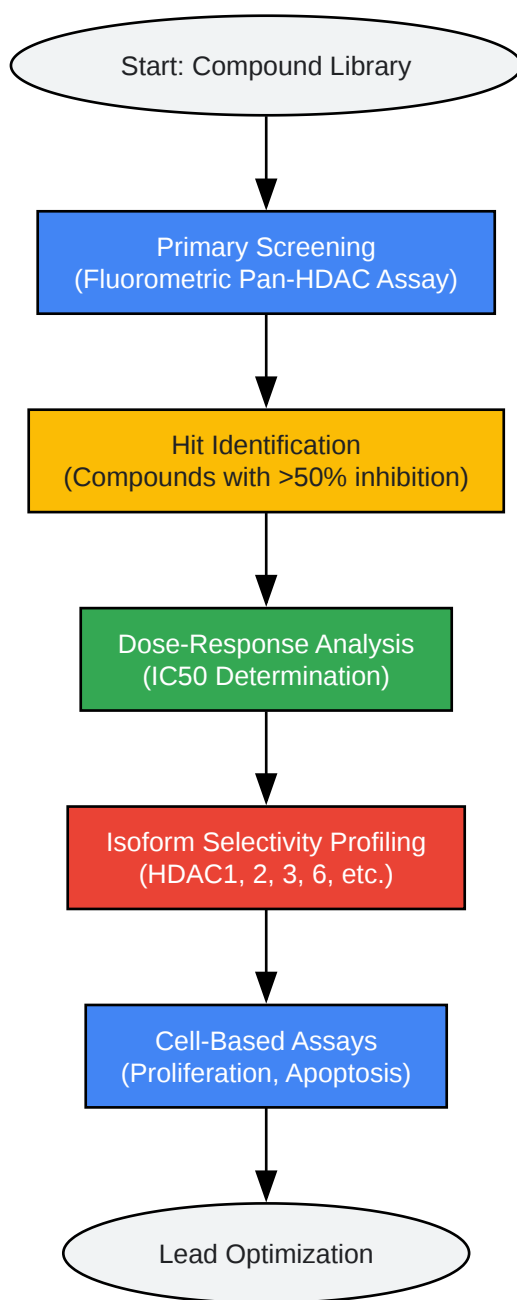 Start: Compound Library
Primary Screening
(Fluorometric Pan-HDAC Assay)
Hit Identification
(Compounds with >50% inhibition)
Dose-Response Analysis
(IC50 Determination)
Isoform Selectivity Profiling
(HDAC1, 2, 3, 6, etc.)
Cell-Based Assays
(Proliferation, Apoptosis)
Lead Optimization